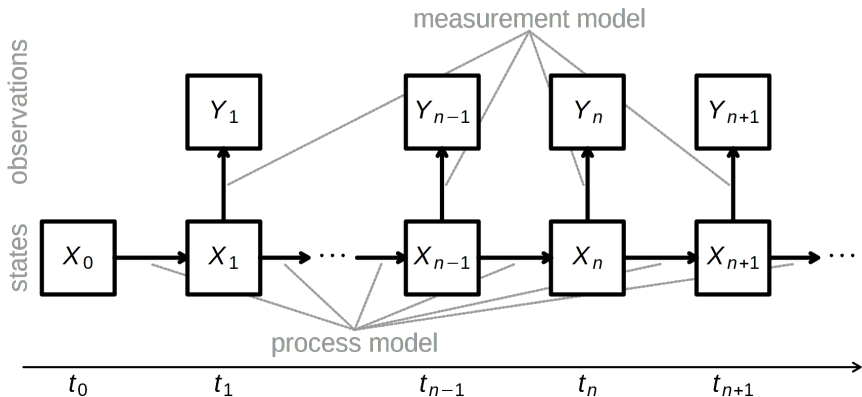 measurement model
observations
Y₁ Yₙ₋₁ Yₙ Yₙ₊₁
states
X₀ X₁ ··· Xₙ₋₁ Xₙ Xₙ₊₁ ···
process model
t₀ t₁ tₙ₋₁ tₙ tₙ₊₁